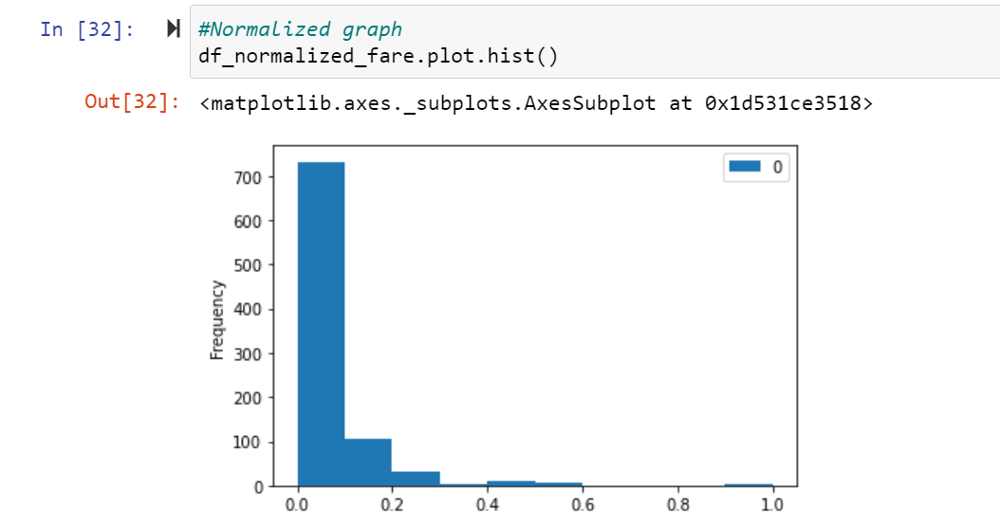 In [32]:
#Normalized graph
df_normalized_fare.plot.hist()
Out[32]: <matplotlib.axes._subplots.AxesSubplot at 0x1d531ce3518>
0
700
600
500
400
300
200
100
0
Frequency
0.0 0.2 0.4 0.6 0.8 1.0